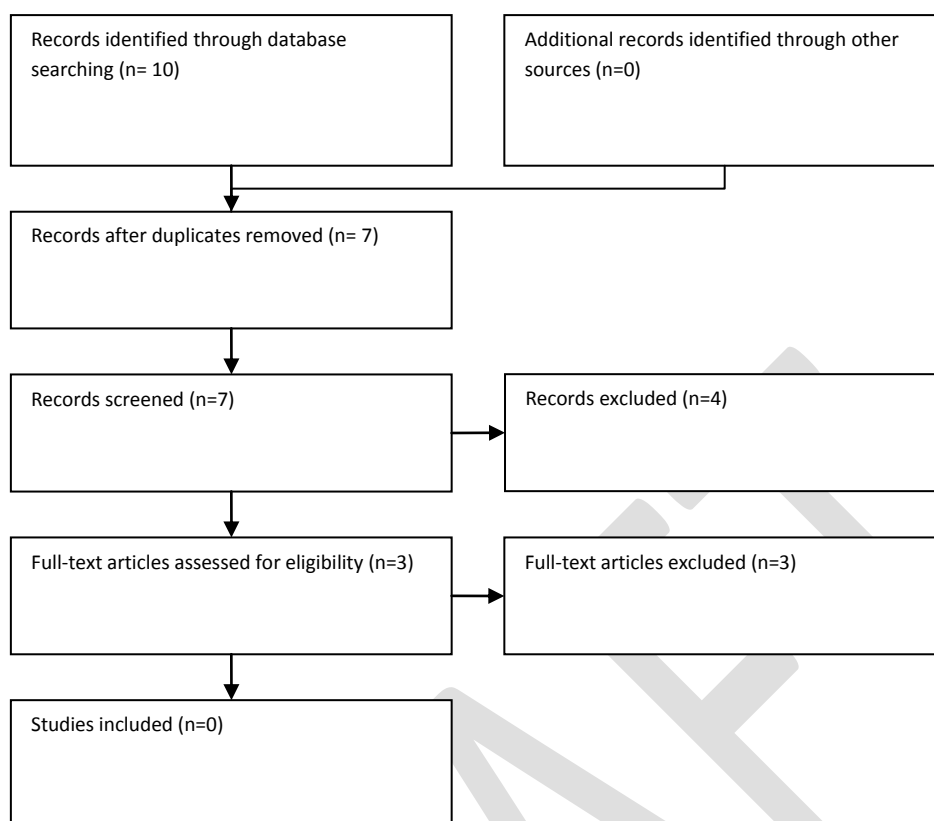 Records identified through database
searching (n= 10)
Additional records identified through other
sources (n=0)
Records after duplicates removed (n= 7)
Records screened (n=7)
Records excluded (n=4)
Full-text articles assessed for eligibility (n=3)
Full-text articles excluded (n=3)
Studies included (n=0)